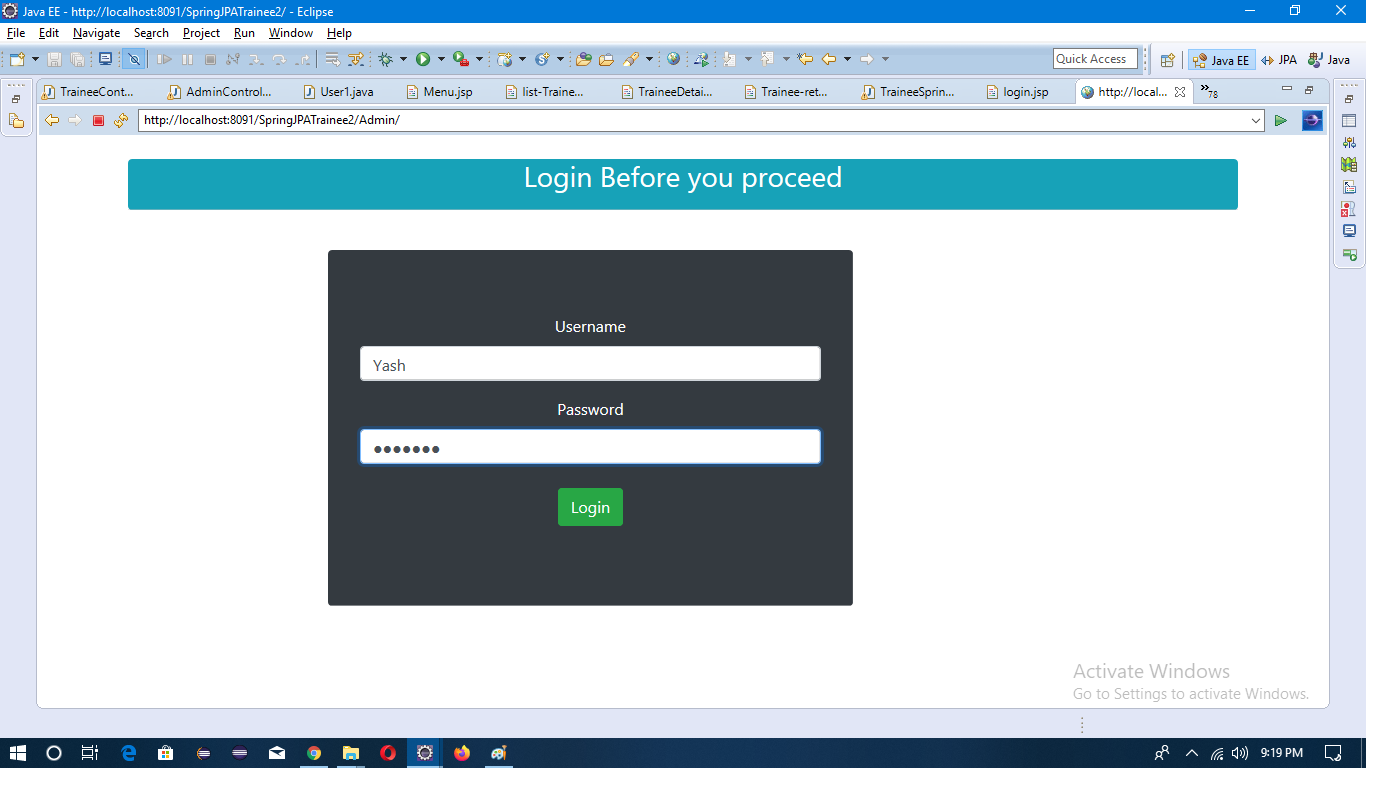 Java EE - http://localhost:8091/SpringJPATrainee2/ - Eclipse
File Edit Navigate Search Project Run Window Help
Quick Access Java EE JPA Java
TraineeCont... AdminControl... User1.java Menu.jsp list-Traine... TraineeDetai... Trainee-ret... TraineeSprin... login.jsp http://local... »78
http://localhost:8091/SpringJPATrainee2/Admin/
Login Before you proceed
Username
Yash
Password
•••••••
Login
Activate Windows
Go to Settings to activate Windows.
9:19 PM